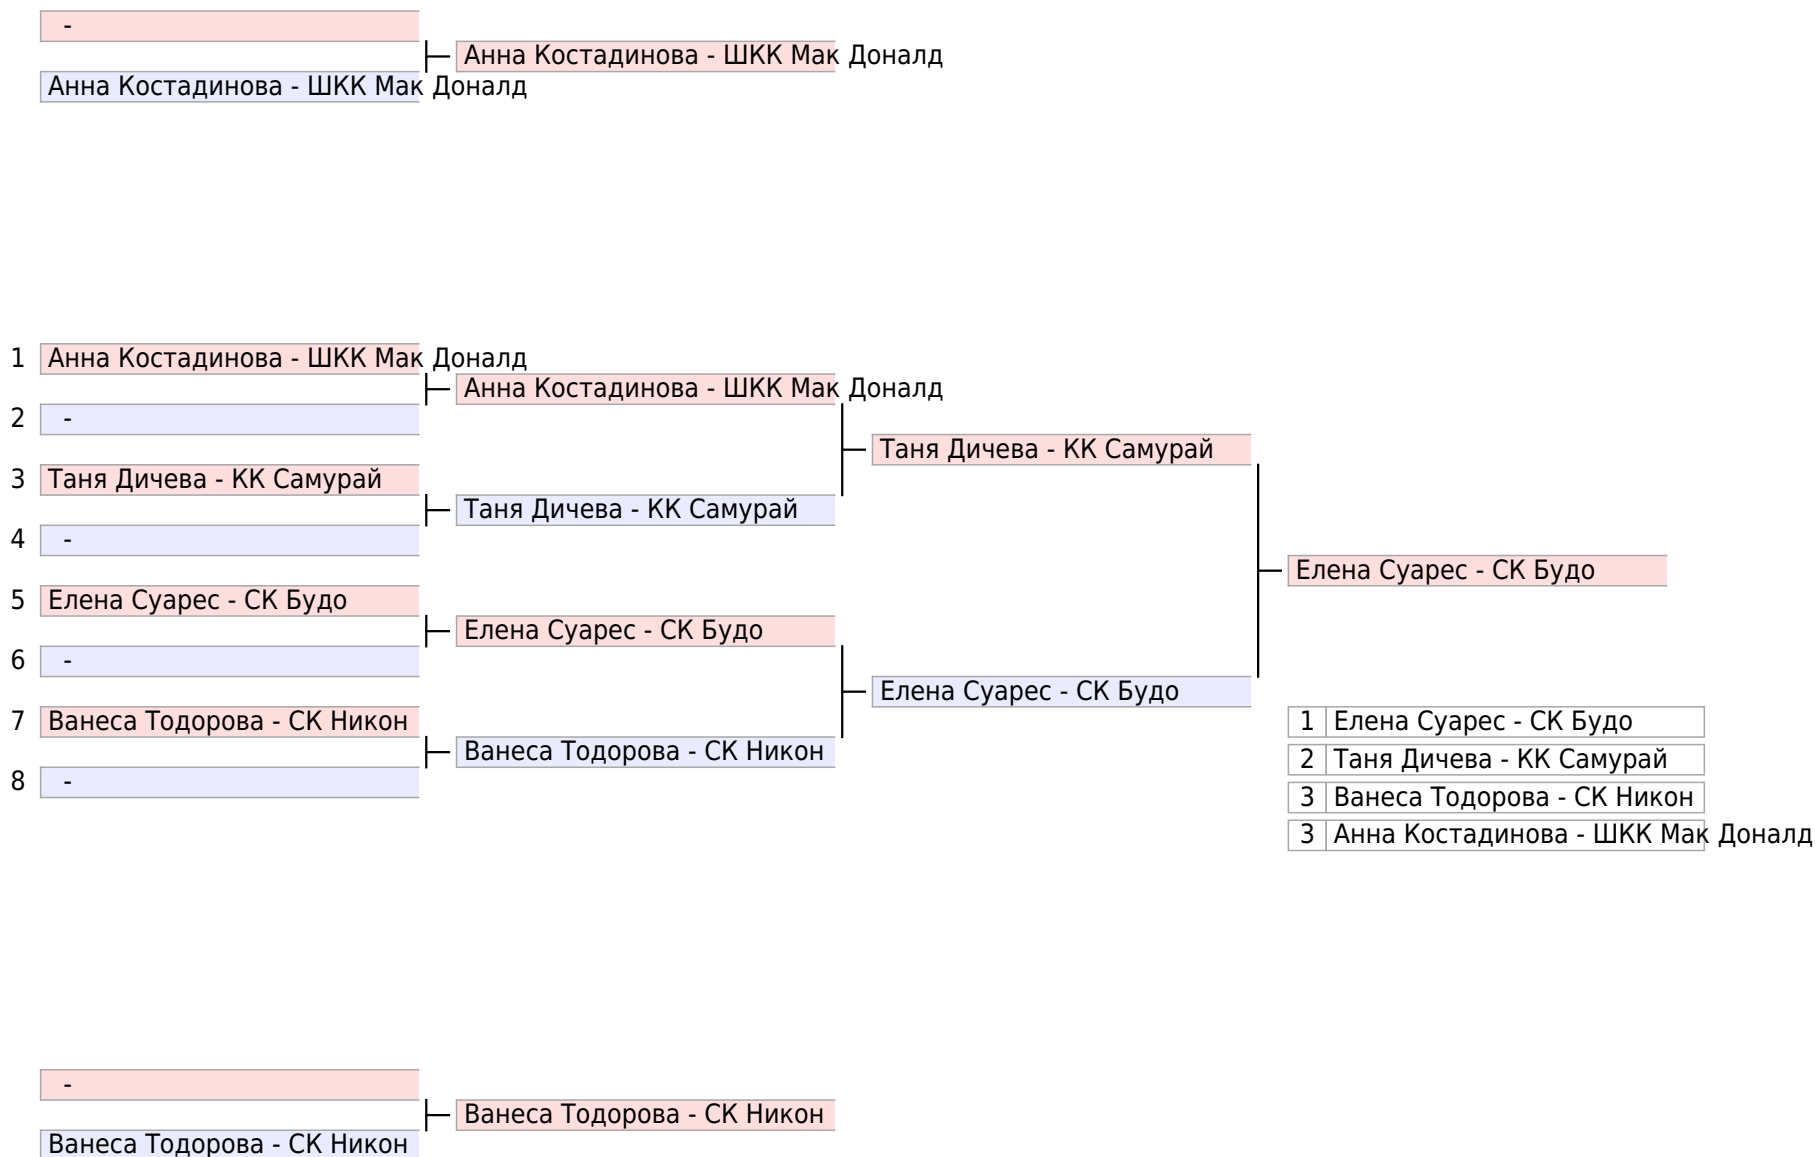 -
Анна Костадинова - ШКК Мак Доналд
Анна Костадинова - ШКК Мак Доналд
1 Анна Костадинова - ШКК Мак Доналд
Анна Костадинова - ШКК Мак Доналд
2 -
Таня Дичева - КК Самурай
3 Таня Дичева - КК Самурай
Таня Дичева - КК Самурай
4 -
Елена Суарес - СК Будо
5 Елена Суарес - СК Будо
Елена Суарес - СК Будо
6 -
Елена Суарес - СК Будо
7 Ванеса Тодорова - СК Никон
1 Елена Суарес - СК Будо
Ванеса Тодорова - СК Никон
2 Таня Дичева - КК Самурай
8 -
3 Ванеса Тодорова - СК Никон
3 Анна Костадинова - ШКК Мак Доналд
-
Ванеса Тодорова - СК Никон
Ванеса Тодорова - СК Никон